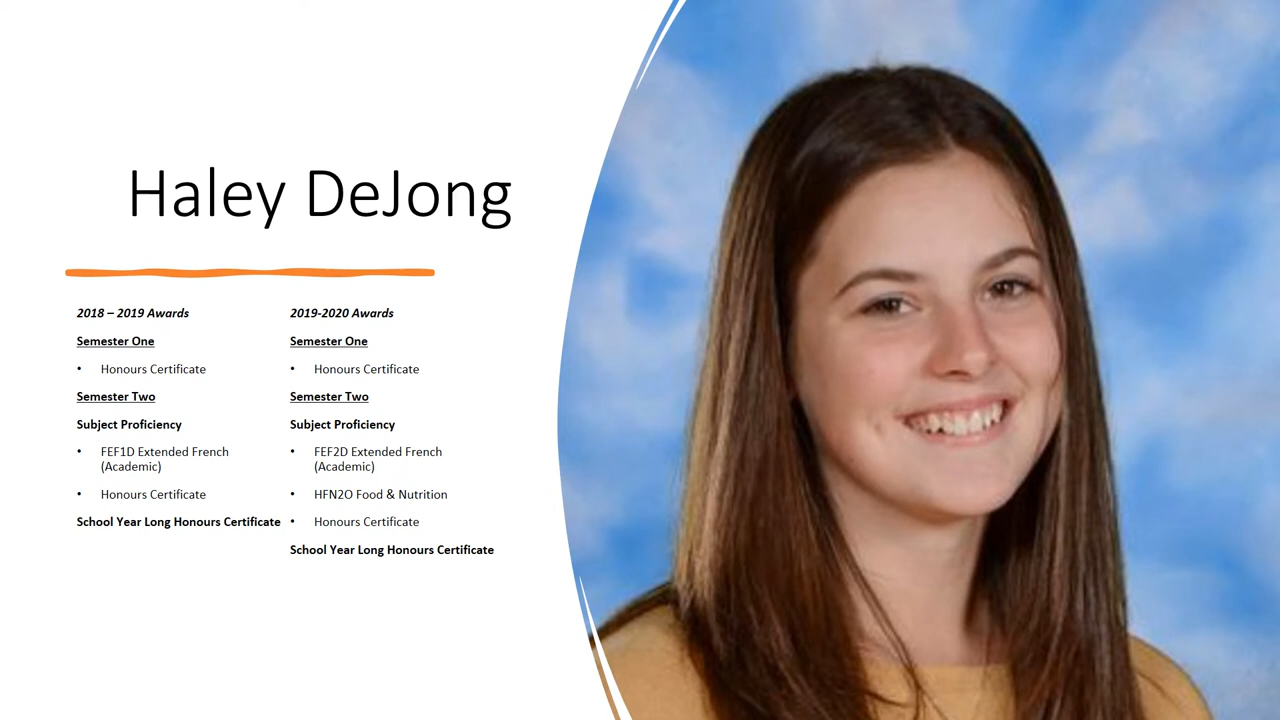 Haley DeJong
2018 – 2019 Awards
Semester One
• Honours Certificate
Semester Two
Subject Proficiency
• FEF1D Extended French
(Academic)
• Honours Certificate
School Year Long Honours Certificate
2019-2020 Awards
Semester One
• Honours Certificate
Semester Two
Subject Proficiency
• FEF2D Extended French
(Academic)
• HFN2O Food & Nutrition
• Honours Certificate
School Year Long Honours Certificate